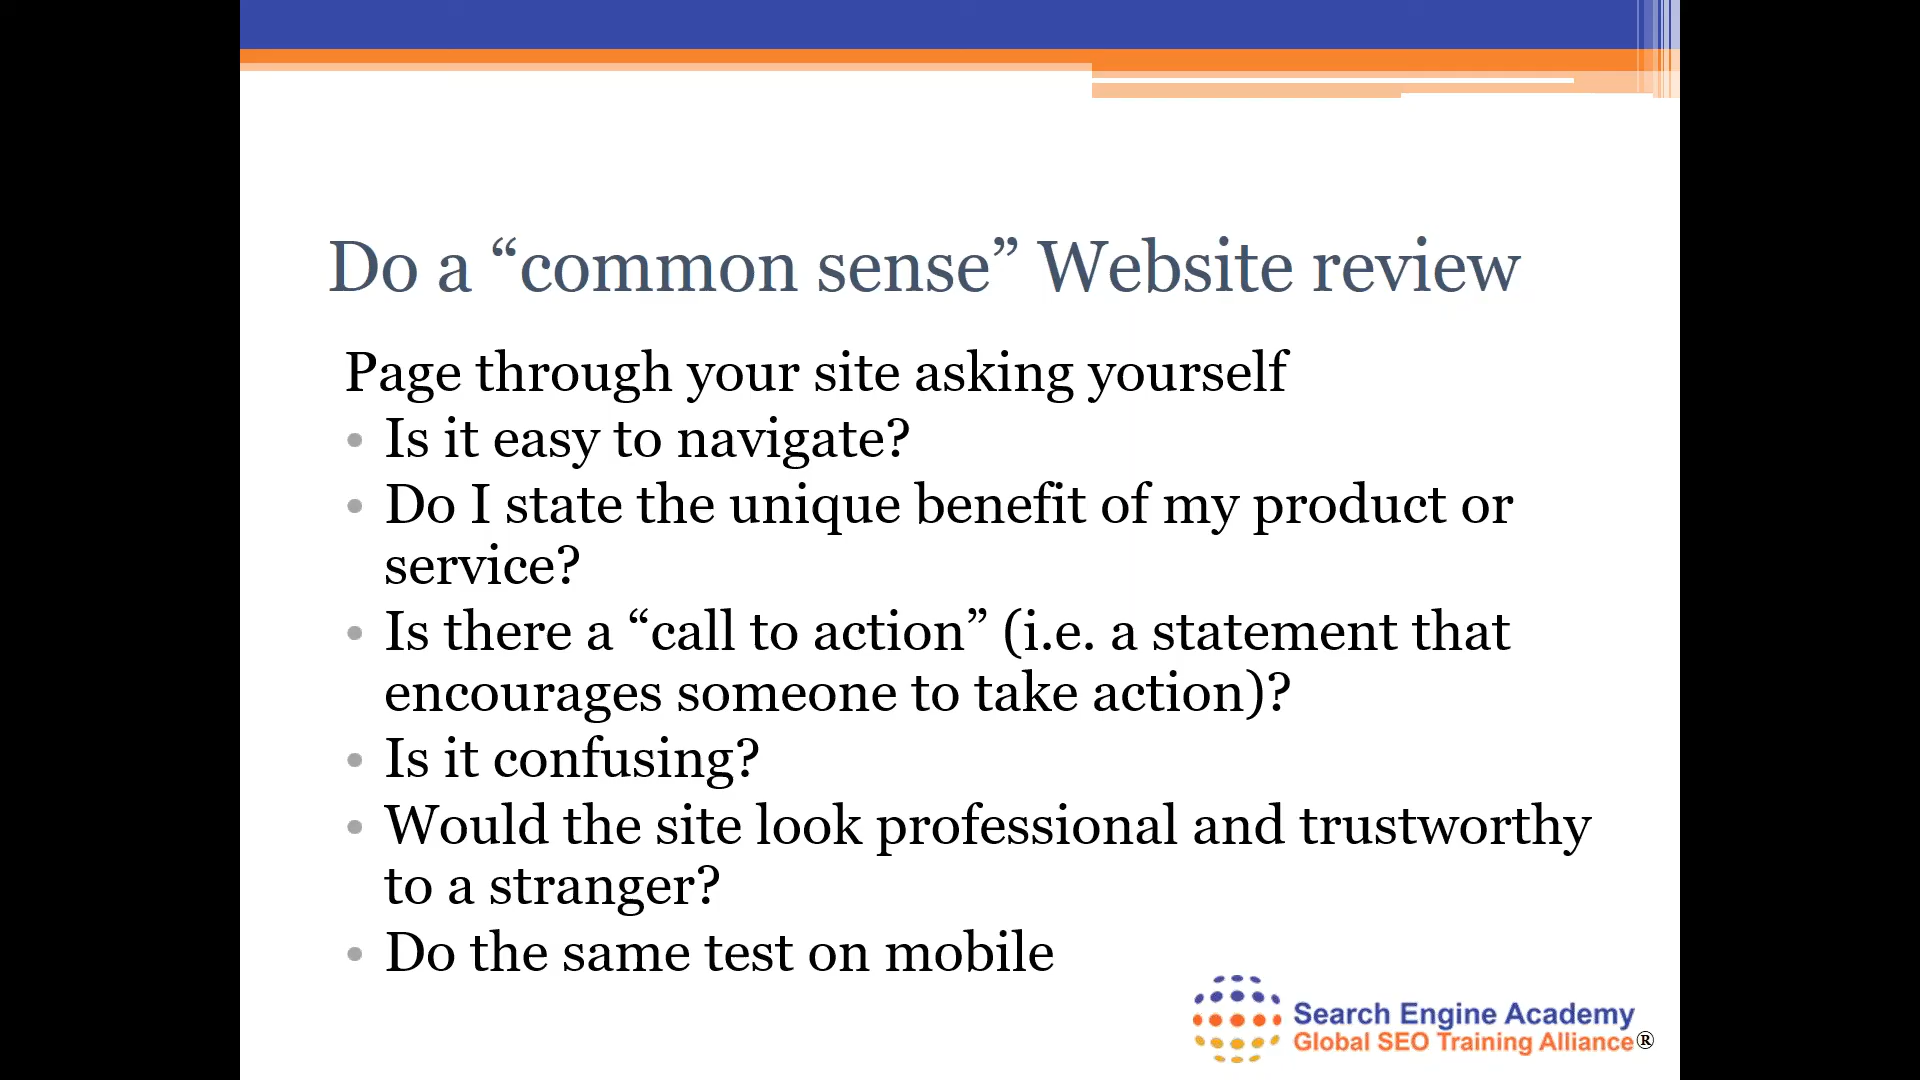 Do a “common sense” Website review
Page through your site asking yourself
• Is it easy to navigate?
• Do I state the unique benefit of my product or
service?
• Is there a “call to action” (i.e. a statement that
encourages someone to take action)?
• Is it confusing?
• Would the site look professional and trustworthy
to a stranger?
• Do the same test on mobile
Search Engine Academy
Global SEO Training Alliance®